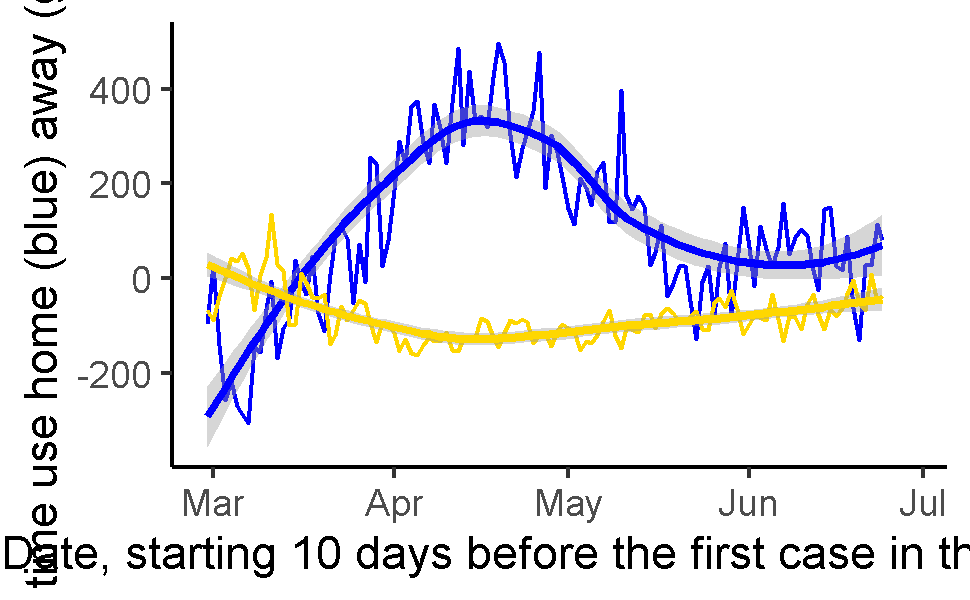 time use home (blue) away (
400
200
0
-200
Mar Apr May Jun Jul
Date, starting 10 days before the first case in th